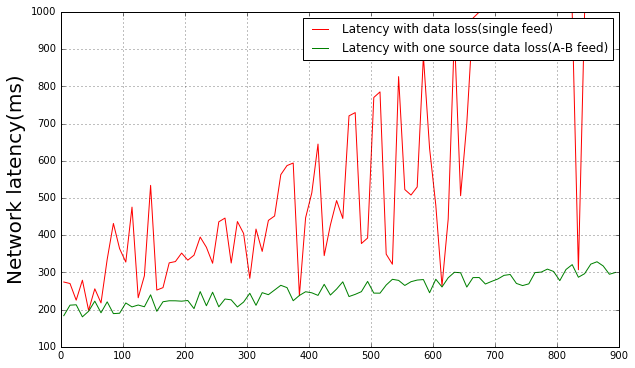 1000
900
800
700
600
500
400
300
200
100
Network latency(ms)
Latency with data loss(single feed)
Latency with one source data loss(A-B feed)
0 100 200 300 400 500 600 700 800 900